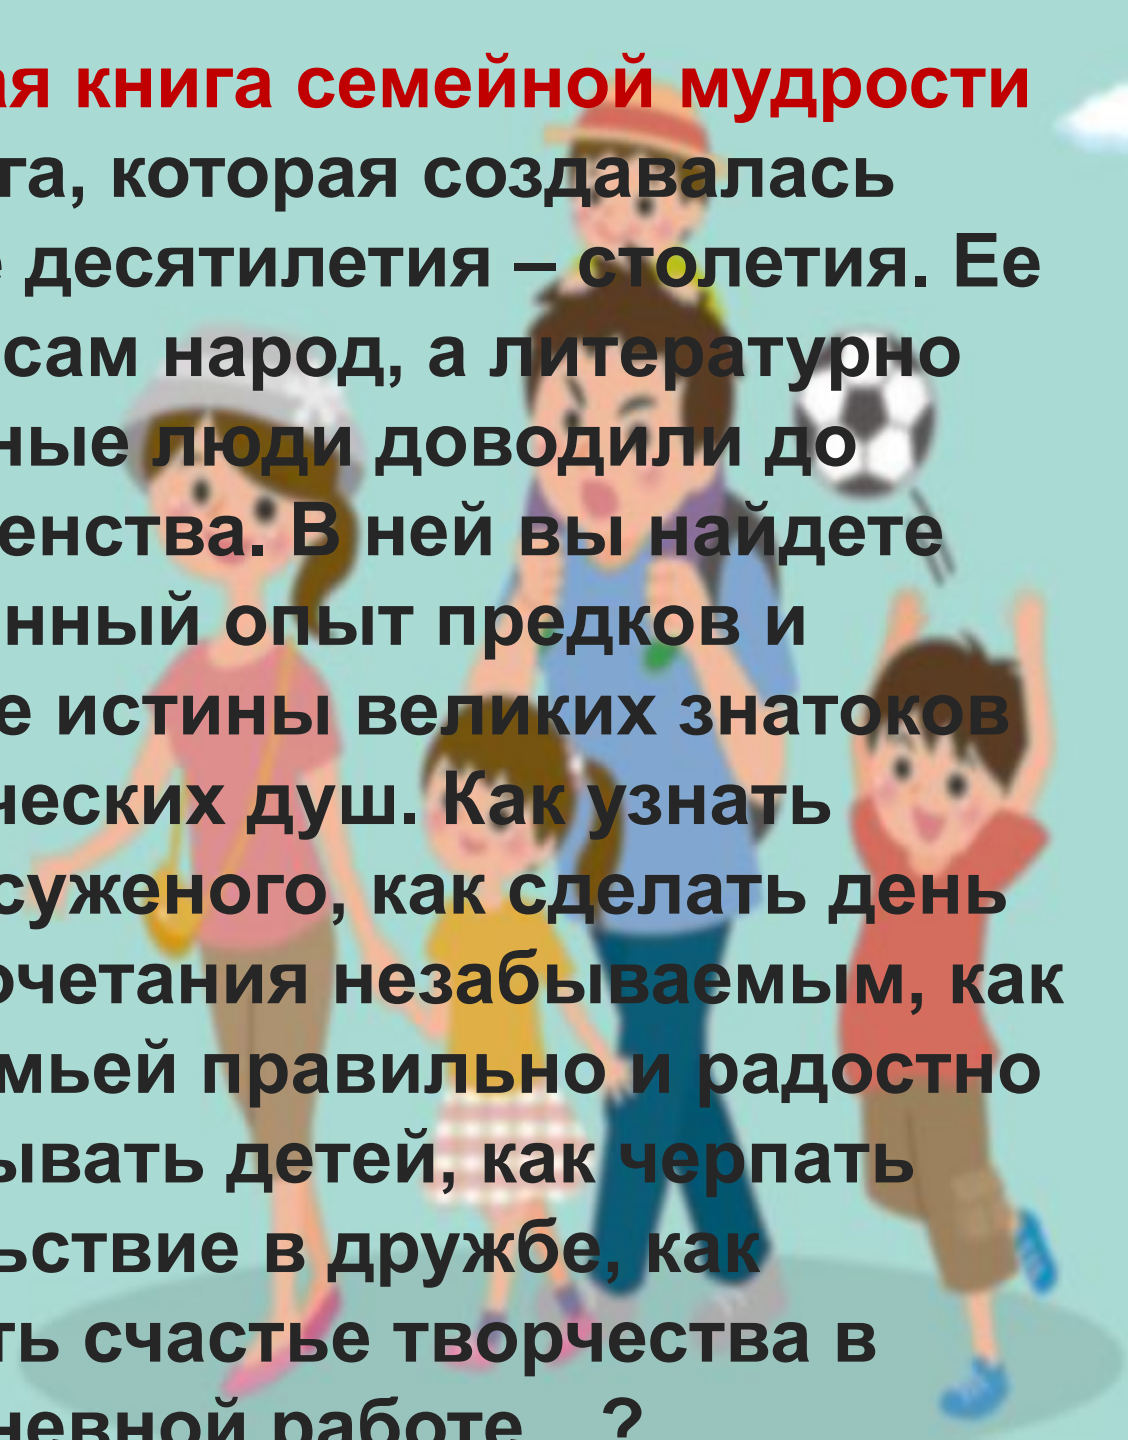 ая книга семейной мудрости
га, которая создавалась
е десятилетия – столетия. Ее
сам народ, а литературно
ные люди доводили до
енства. В ней вы найдете
нный опыт предков и
е истины великих знатоков
ческих душ. Как узнать
суженого, как сделать день
очетания незабываемым, как
мьей правильно и радостно
ывать детей, как черпать
ьствие в дружбе, как
ть счастье творчества в
невной работе...?